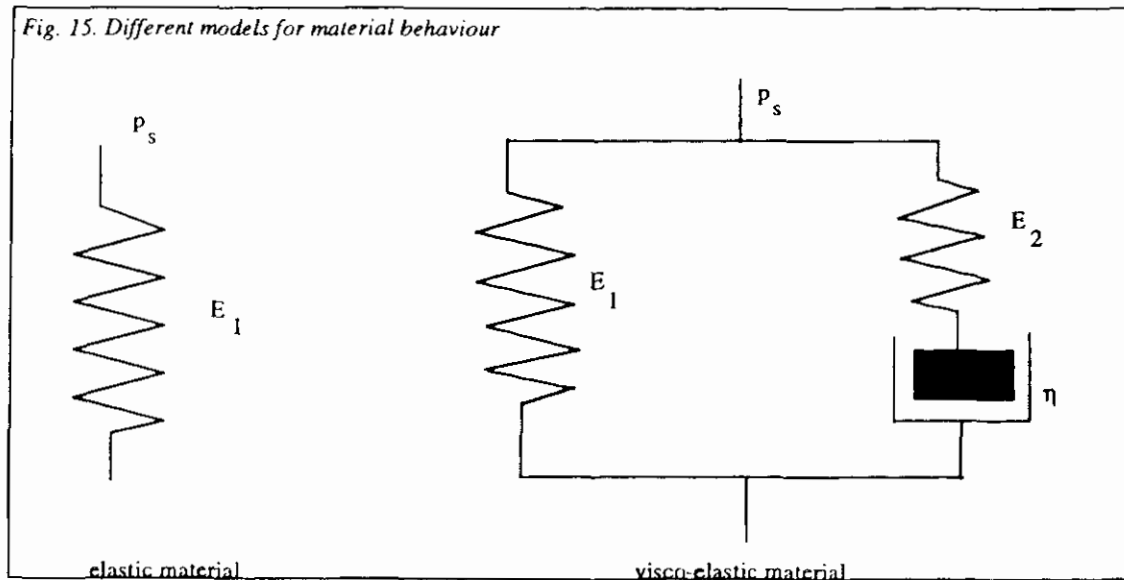 Fig. 15. Different models for material behaviour
p_s
p_s
E_1
E_1
E_2
η
elastic material
visco-elastic material